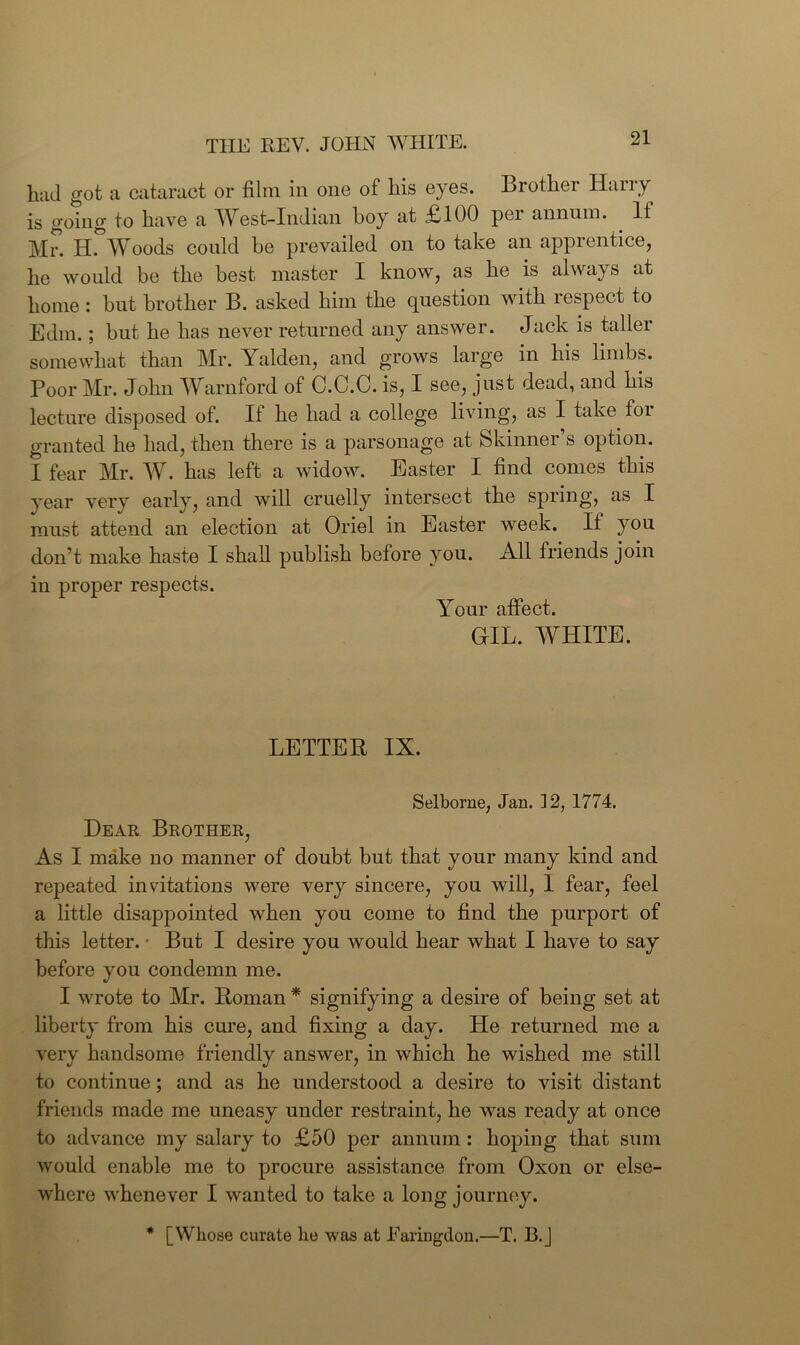 THE REV. JOHN WHITE. 21
had got a cataract or film in one of his eyes. Brother Harry
is going to have a West-Indian boy at £100 per annum. If
Mr. H. Woods could be prevailed on to take an apprentice,
he would be the best master I know, as he is always at
home : but brother B. asked him the question with respect to
Edm. ; but he has never returned any answer. Jack is taller
somewhat than Mr. Yalden, and grows large in his limbs.
Poor Mr. John Warnford of C.C.C. is, I see, just dead, and his
lecture disposed of. If he had a college living, as I take for
granted he had, then there is a parsonage at Skinner's option.
I fear Mr. W. has left a widow. Easter I find comes this
year very early, and will cruelly intersect the spring, as I
must attend an election at Oriel in Easter week. If you
don't make haste I shall publish before you. All friends join
in proper respects.
Your affect.
GIL. WHITE.
LETTER IX.
Selborne, Jan. 12, 1774.
DEAR BROTHER,
As I make no manner of doubt but that your many kind and
repeated invitations were very sincere, you will, I fear, feel
a little disappointed when you come to find the purport of
this letter. But I desire you would hear what I have to say
before you condemn me.
I wrote to Mr. Roman * signifying a desire of being set at
liberty from his cure, and fixing a day. He returned me a
very handsome friendly answer, in which he wished me still
to continue ; and as he understood a desire to visit distant
friends made me uneasy under restraint, he was ready at once
to advance my salary to £50 per annum : hoping that sum
would enable me to procure assistance from Oxon or else-
where whenever I wanted to take a long journey.
* [Whose curate he was at Faringdon.—T. B.]